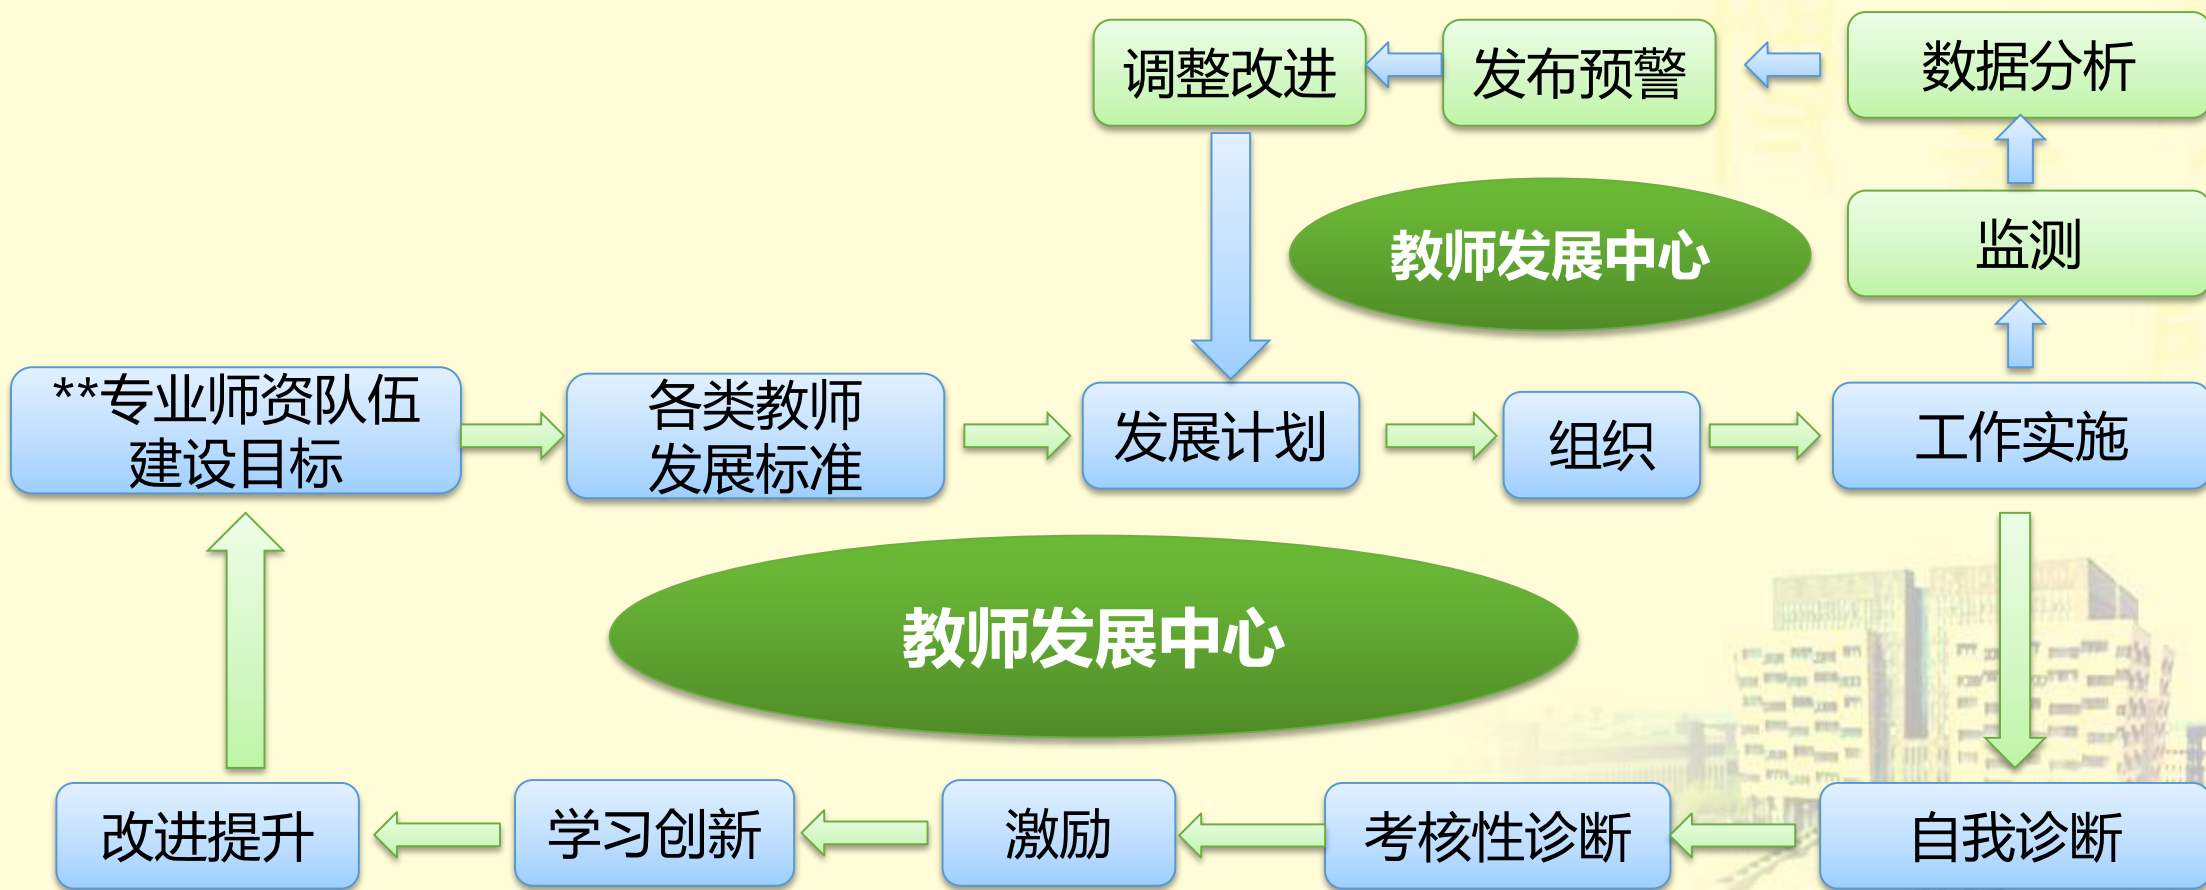 调整改进
发布预警
数据分析
教师发展中心
监测
**专业师资队伍
建设目标
各类教师
发展标准
发展计划
组织
工作实施
教师发展中心
改进提升
学习创新
激励
考核性诊断
自我诊断